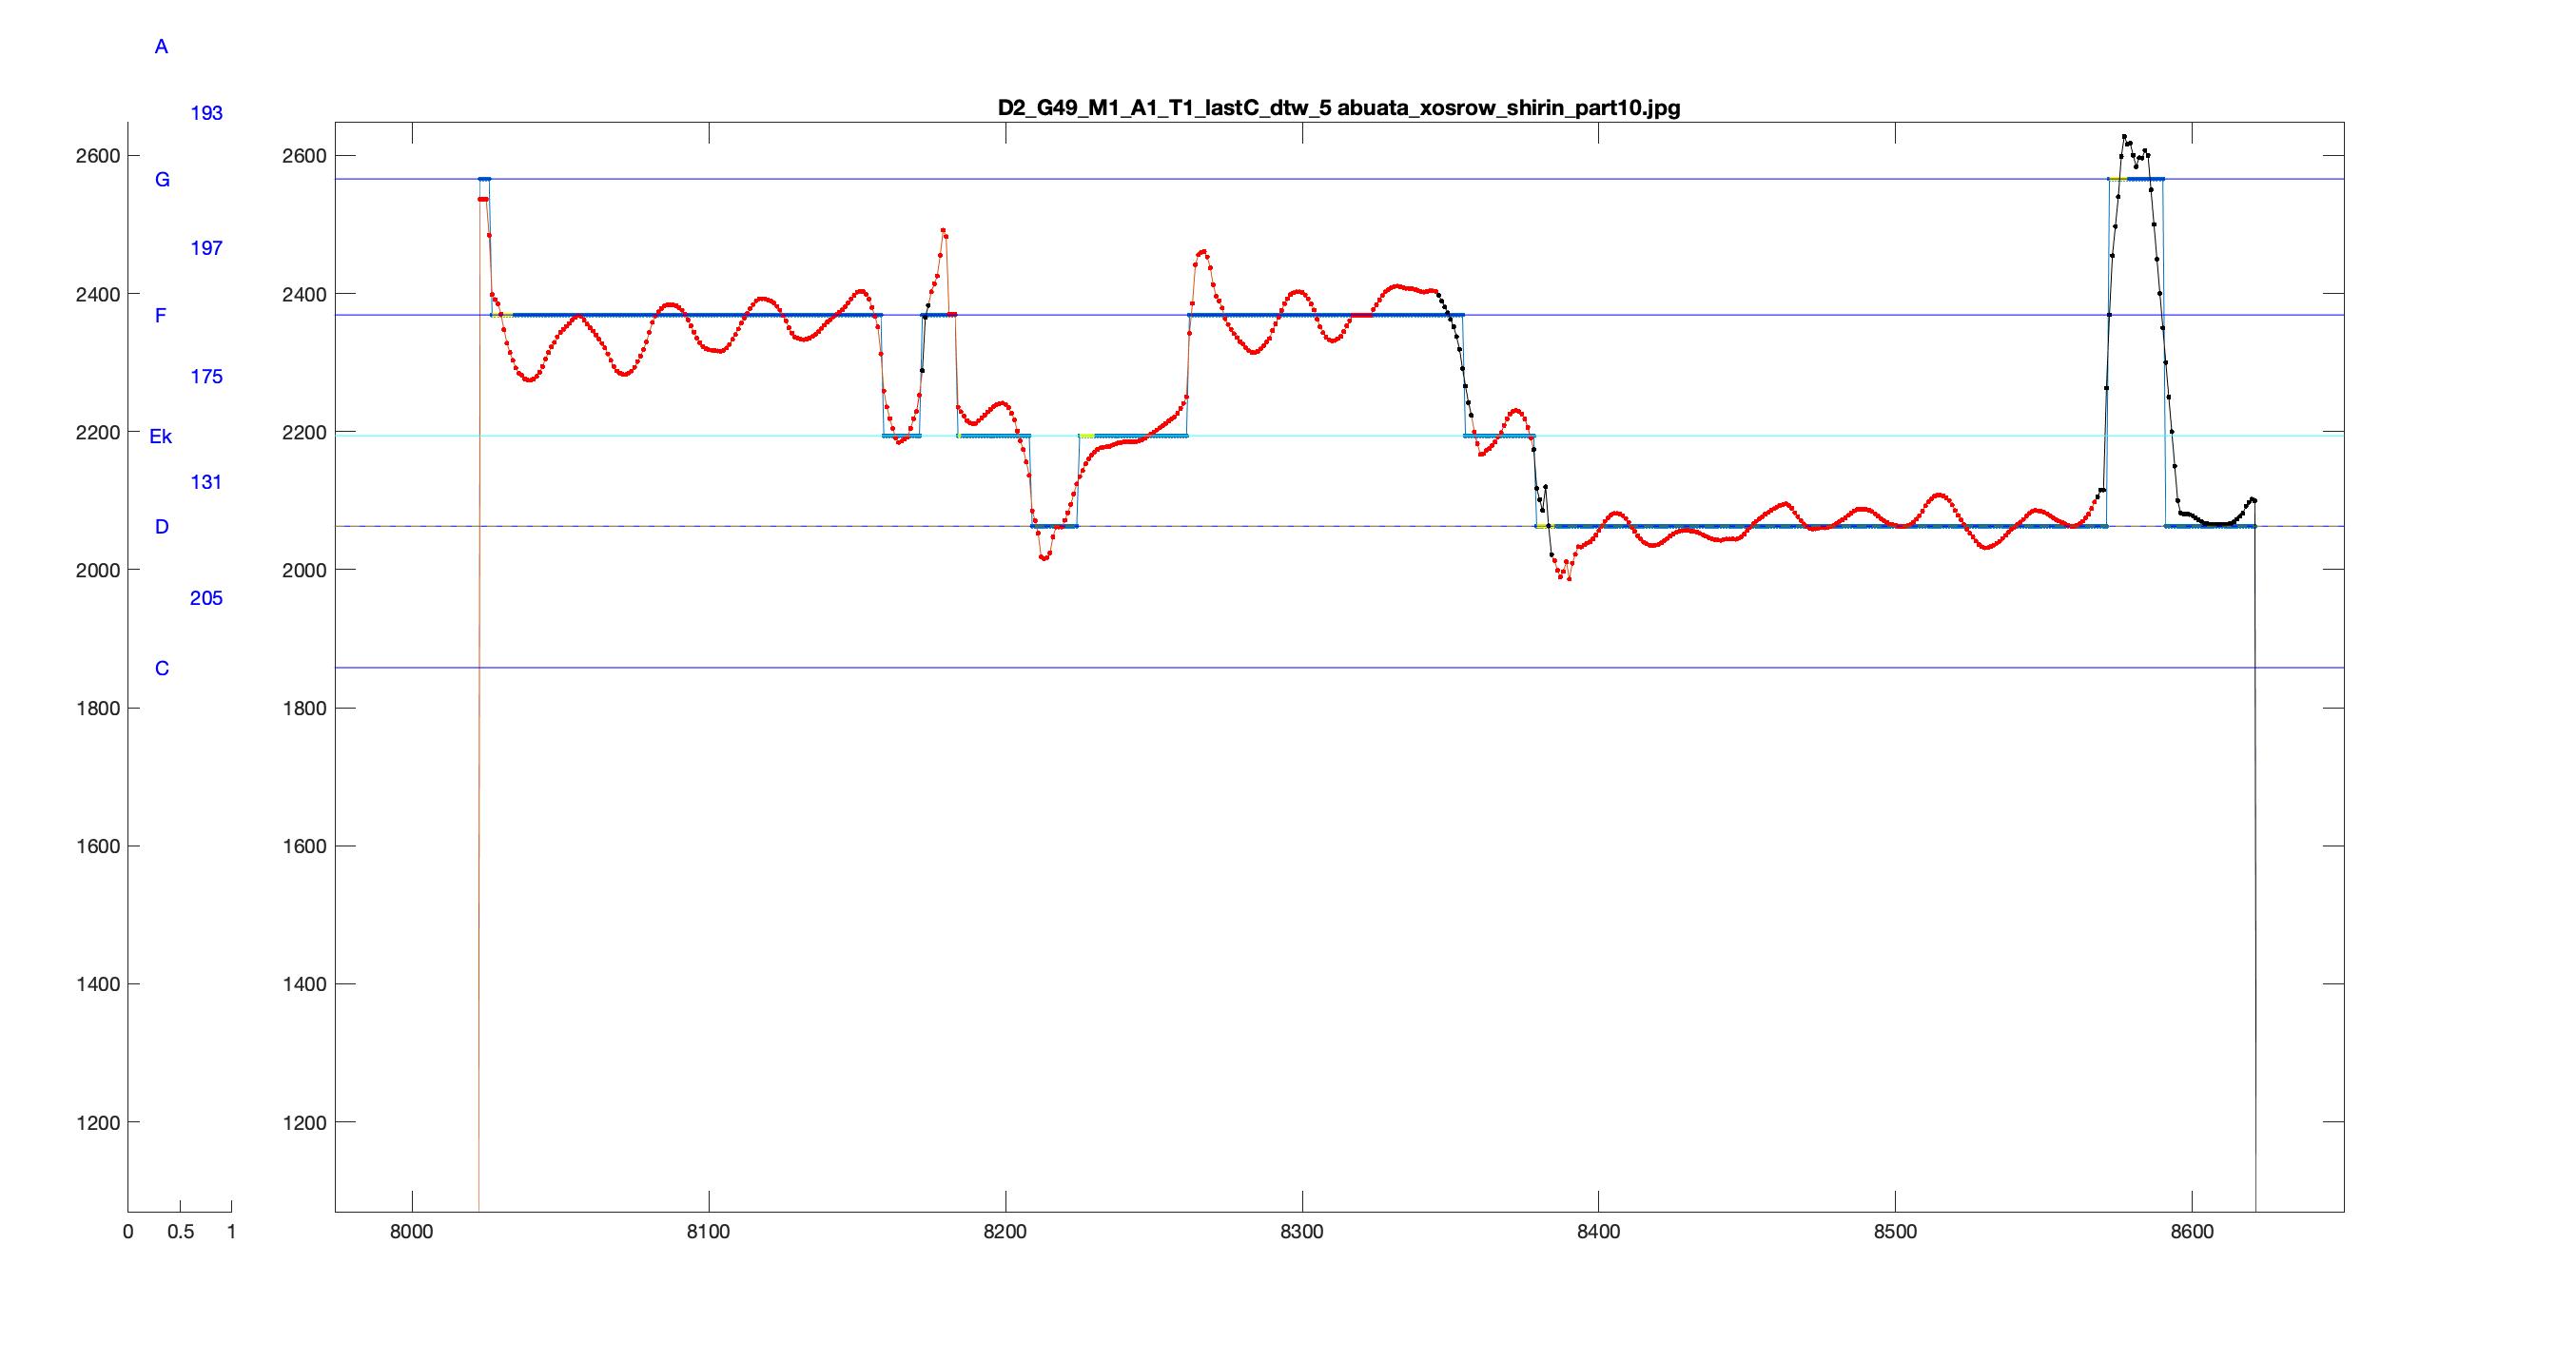 A
D2_G49_M1_A1_T1_lastC_dtw_5 abuata_xosrow_shirin_part10.jpg
193
2600 G 2600
197
2400 F 2400
175
2200 Ek 2200
131
D
2000 2000
205
C
1800 1800
1600 1600
1400 1400
1200 1200
0 0.5 1 8000 8100 8200 8300 8400 8500 8600